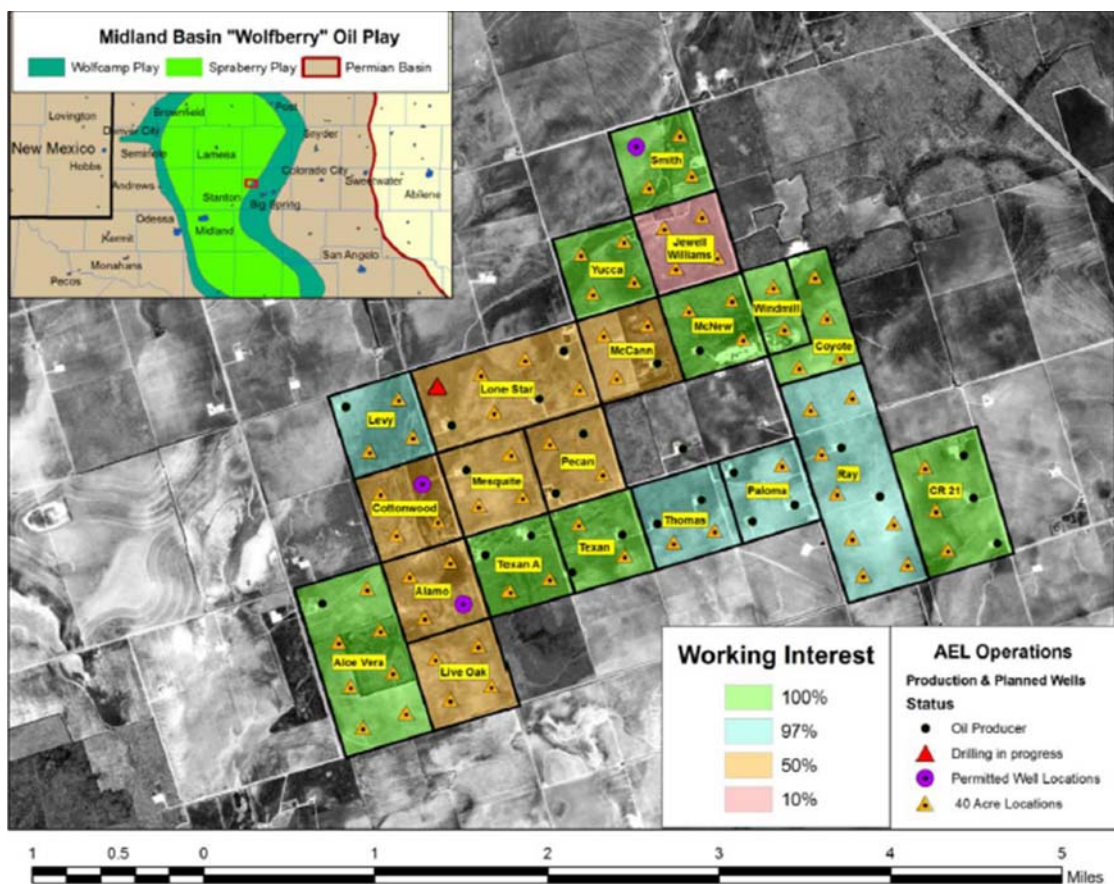 Midland Basin "Wolfberry" Oil Play
Wolfcamp Play
Spraberry Play
Permian Basin
Lovington
Brownfield
Post
Denver City
Snyder
New Mexico
Seminole
Lamesa
Hobbs
Colorado City
Sweetwater
Andrews
Stanton
Abilene
Big Spring
Odessa
Midland
Kermit
San Angelo
Monahans
Pecos
Smith
Jewell
Williams
Yucca
Windmill
McNew
McCann
Coyote
Lone Star
Levy
Pecan
Mesquite
Ray
Cottonwood
Paloma
CR 21
Thomas
Texan
Texan A
Alamo
Aloe Vera
Live Oak
Working Interest
100%
97%
50%
10%
AEL Operations
Production & Planned Wells
Status
Oil Producer
Drilling in progress
Permitted Well Locations
40 Acre Locations
1 0.5 0 1 2 3 4 5
Miles